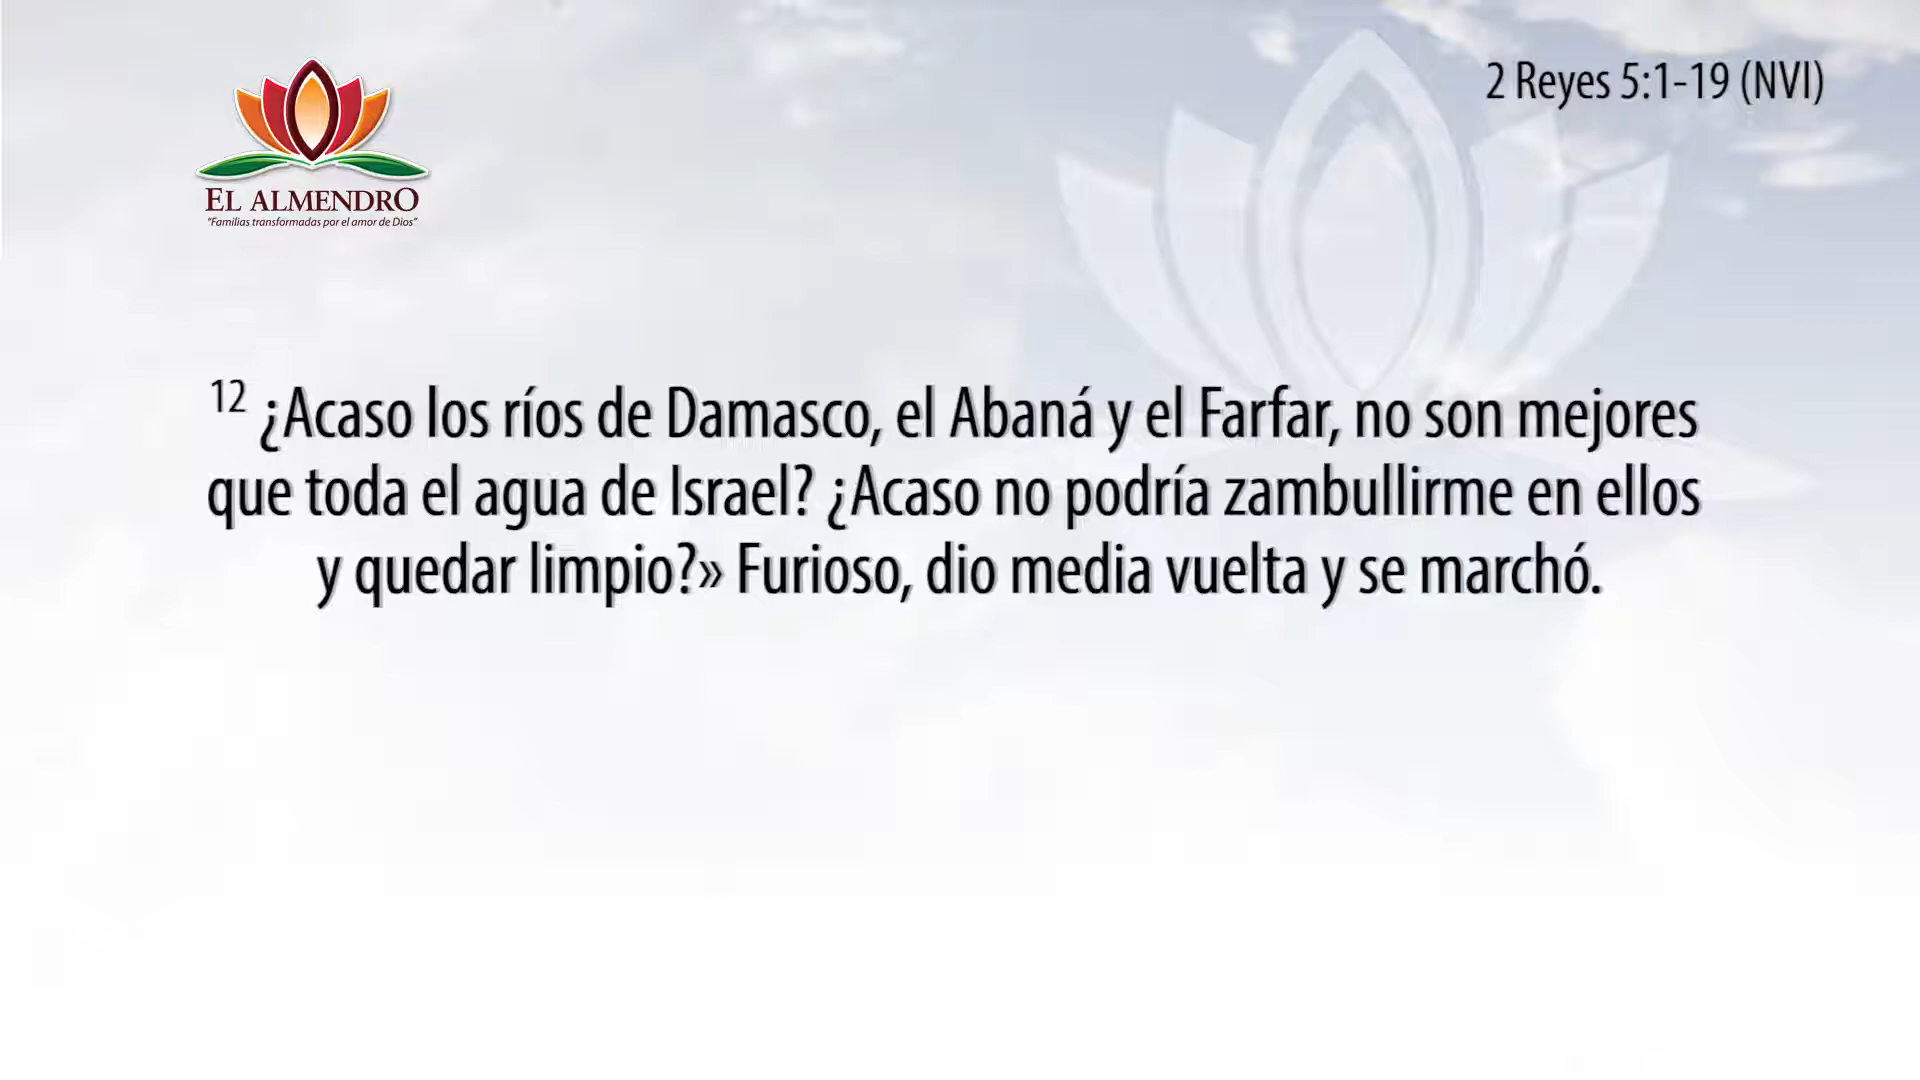 2 Reyes 5:1-19 (NVI)
EL ALMENDRO
"Familias transformadas por el amor de Dios"
12 ¿Acaso los ríos de Damasco, el Abaná y el Farfar, no son mejores
que toda el agua de Israel? ¿Acaso no podría zambullirme en ellos
y quedar limpio?» Furioso, dio media vuelta y se marchó.